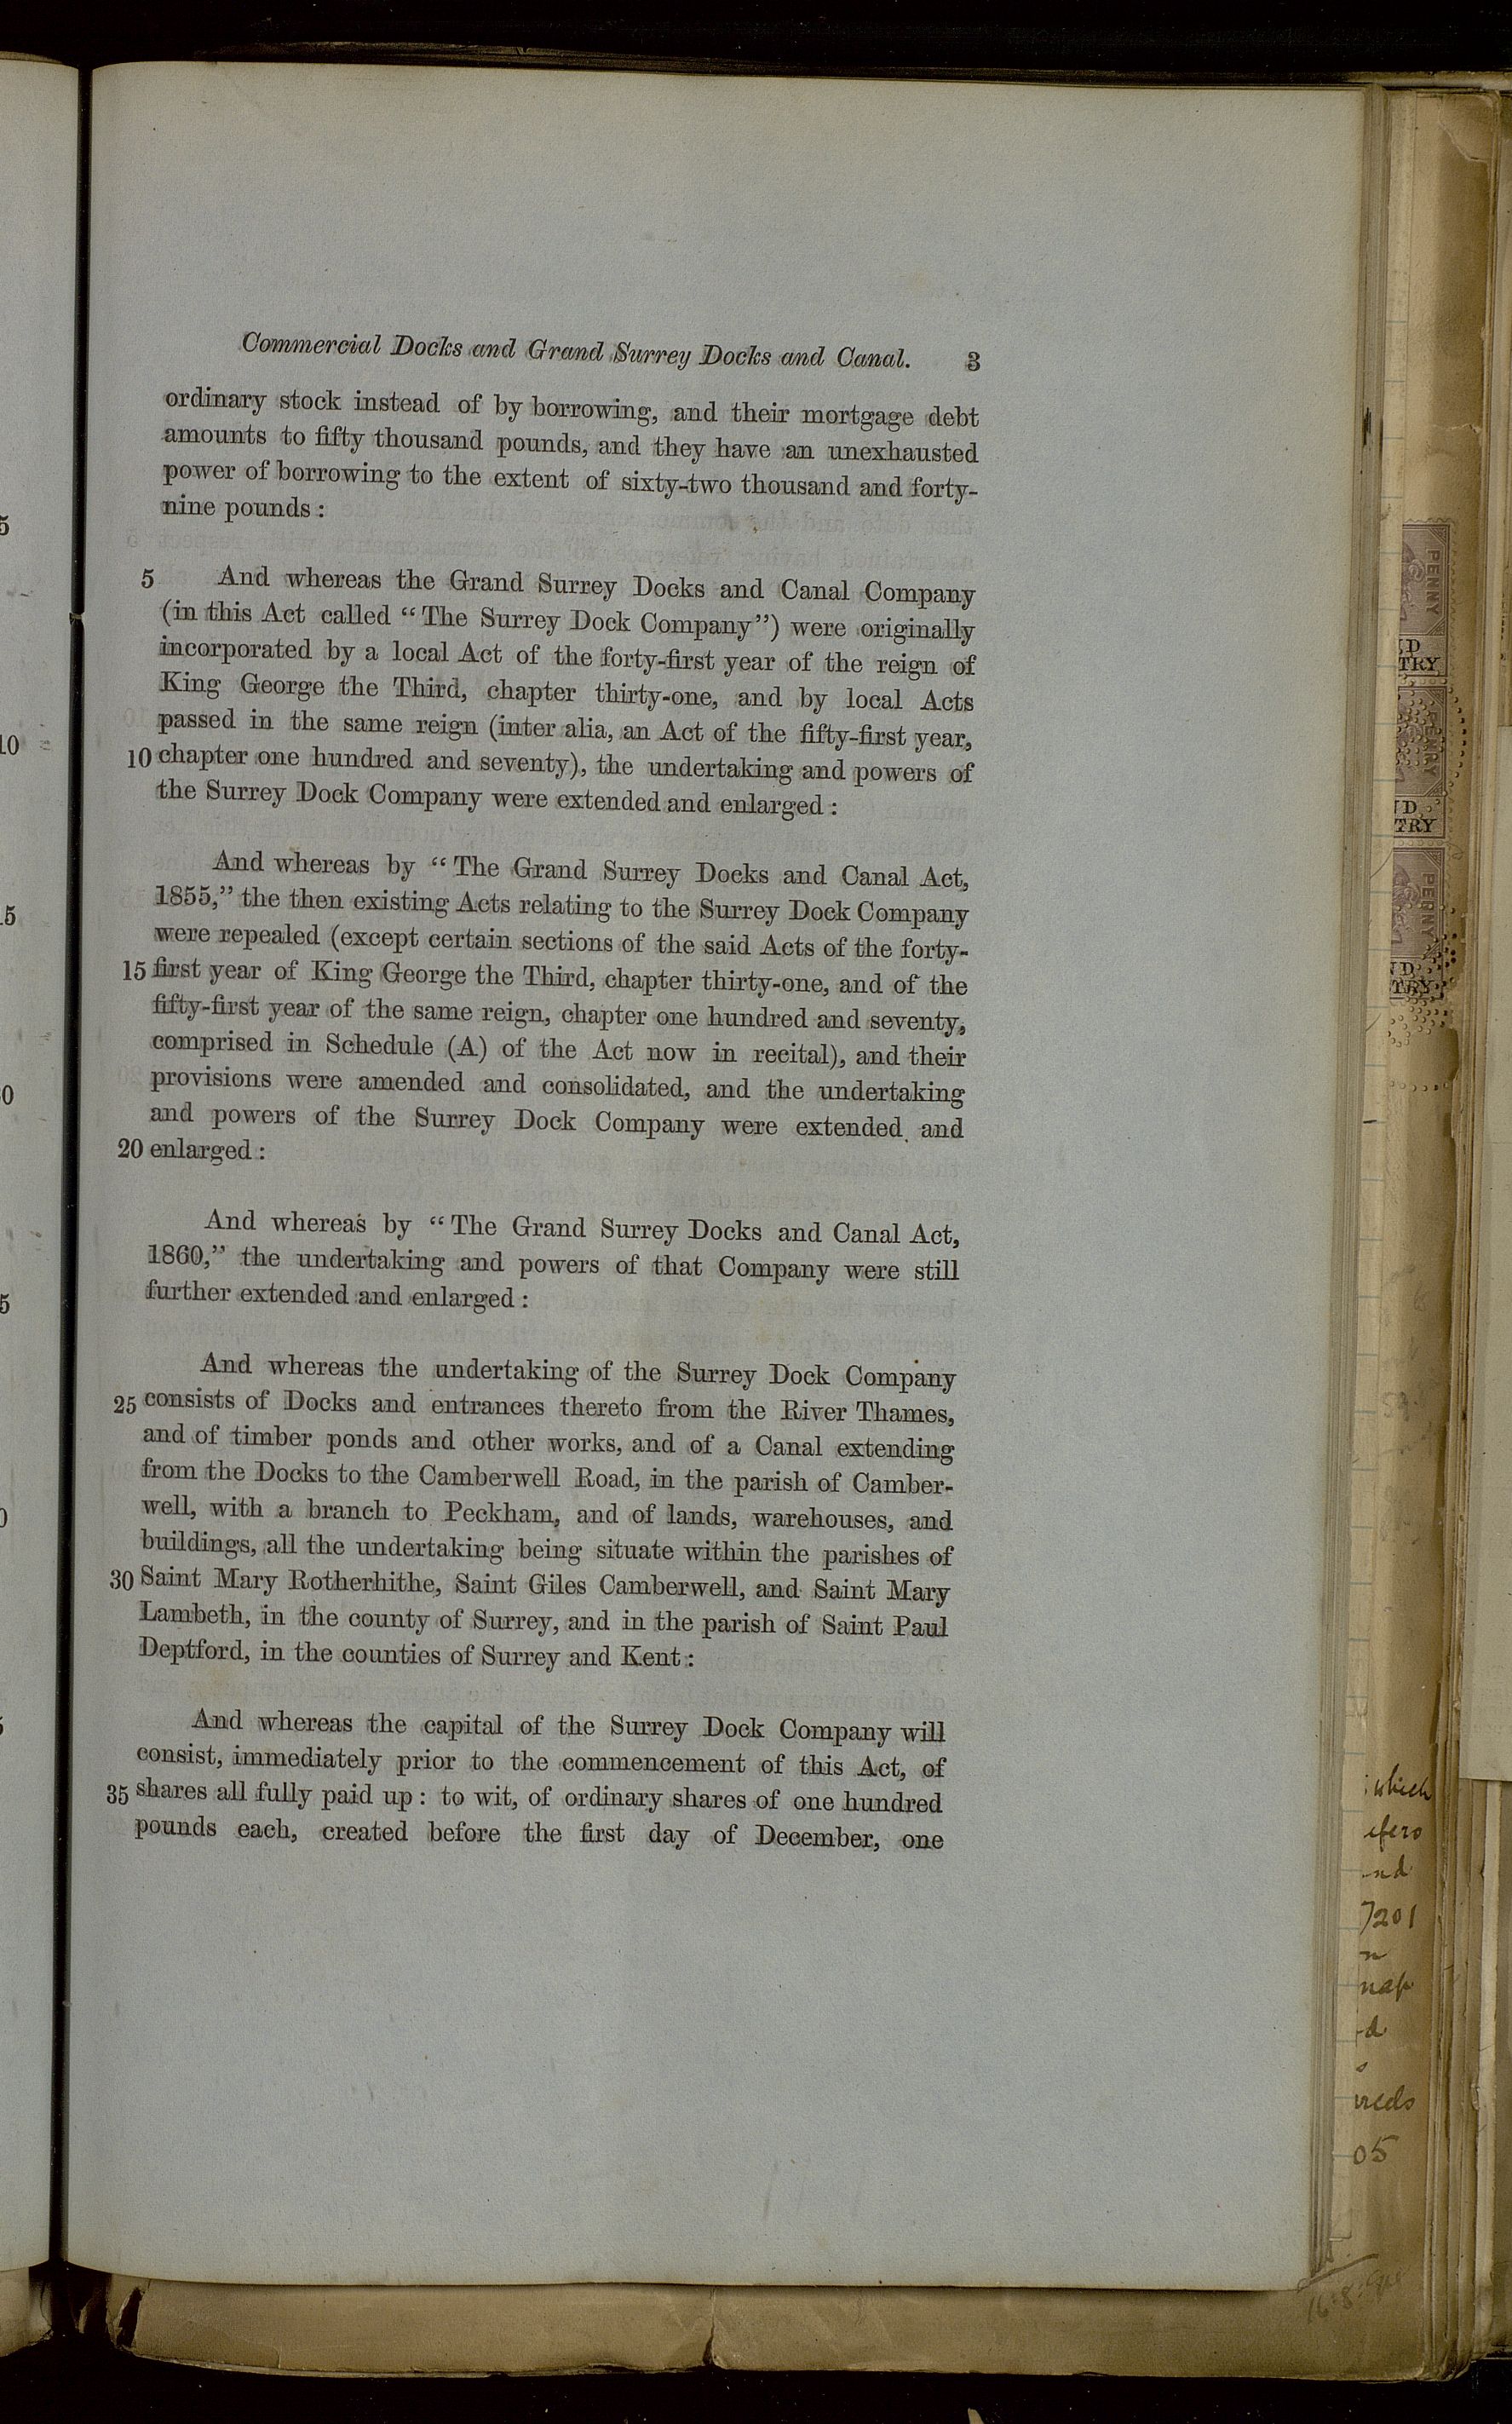 Commercial Docks and Grand Surrey Docks and Canal. 3
ordinary stock instead of by borrowing, and their mortgage debt
amounts to fifty thousand pounds, and they have an unexhausted
power of borrowing to the extent of sixty-two thousand and forty-
nine pounds :
5 And whereas the Grand Surrey Docks and Canal Company
(in this Act called “The Surrey Dock Company”) were originally
incorporated by a local Act of the forty-first year of the reign of
King George the Third, chapter thirty-one, and by local Acts
passed in the same reign (inter alia, an Act of the fifty-first year,
10 chapter one hundred and seventy), the undertaking and powers of
the Surrey Dock Company were extended and enlarged :
And whereas by “The Grand Surrey Docks and Canal Act,
1855,” the then existing Acts relating to the Surrey Dock Company
were repealed (except certain sections of the said Acts of the forty-
15 first year of King George the Third, chapter thirty-one, and of the
fifty-first year of the same reign, chapter one hundred and seventy,
comprised in Schedule (A) of the Act now in recital), and their
provisions were amended and consolidated, and the undertaking
and powers of the Surrey Dock Company were extended and
20 enlarged :
And whereas by “The Grand Surrey Docks and Canal Act,
1860,” the undertaking and powers of that Company were still
further extended and enlarged :
And whereas the undertaking of the Surrey Dock Company
25 consists of Docks and entrances thereto from the River Thames,
and of timber ponds and other works, and of a Canal extending
from the Docks to the Camberwell Road, in the parish of Camber-
well, with a branch to Peckham, and of lands, warehouses, and
buildings, all the undertaking being situate within the parishes of
30 Saint Mary Rotherhithe, Saint Giles Camberwell, and Saint Mary
Lambeth, in the county of Surrey, and in the parish of Saint Paul
Deptford, in the counties of Surrey and Kent :
And whereas the capital of the Surrey Dock Company will
consist, immediately prior to the commencement of this Act, of
35 shares all fully paid up : to wit, of ordinary shares of one hundred
pounds each, created before the first day of December, one
PENNY
TRY
PENNY
TRY
PENNY
TRY
which
nd
7201
05